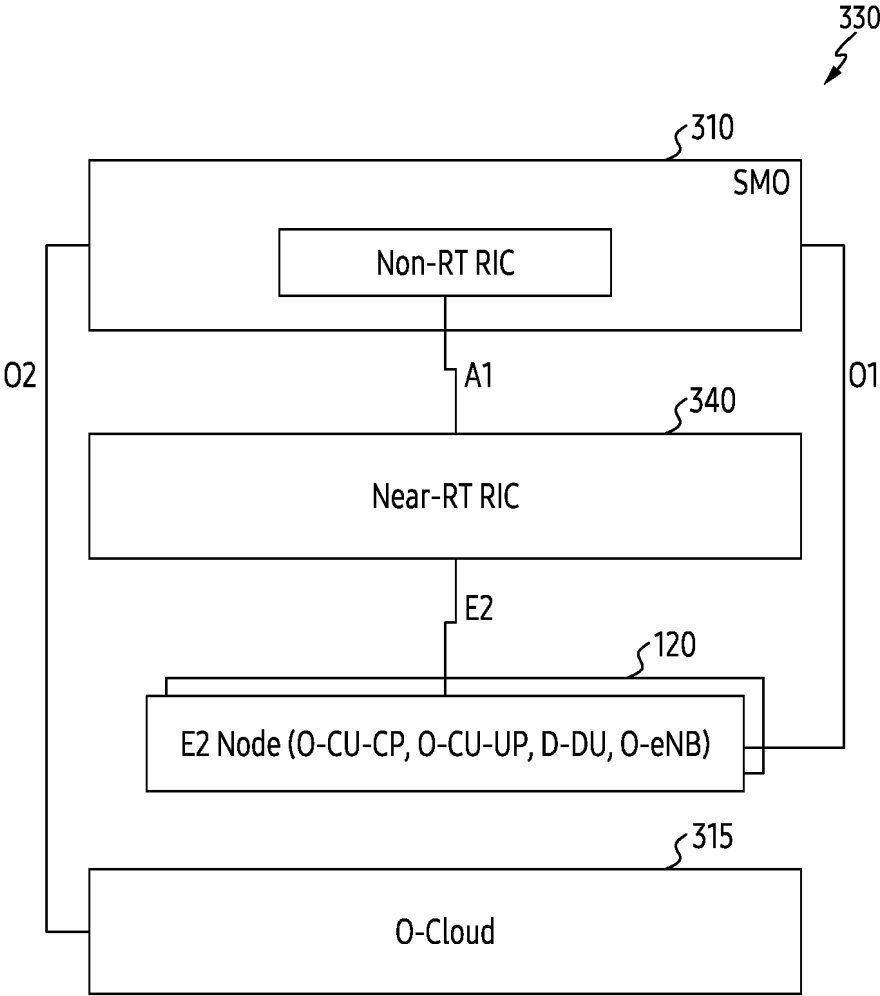 330
310
SMO
Non-RT RIC
O2
A1
O1
340
Near-RT RIC
E2
120
E2 Node (O-CU-CP, O-CU-UP, D-DU, O-eNB)
315
O-Cloud